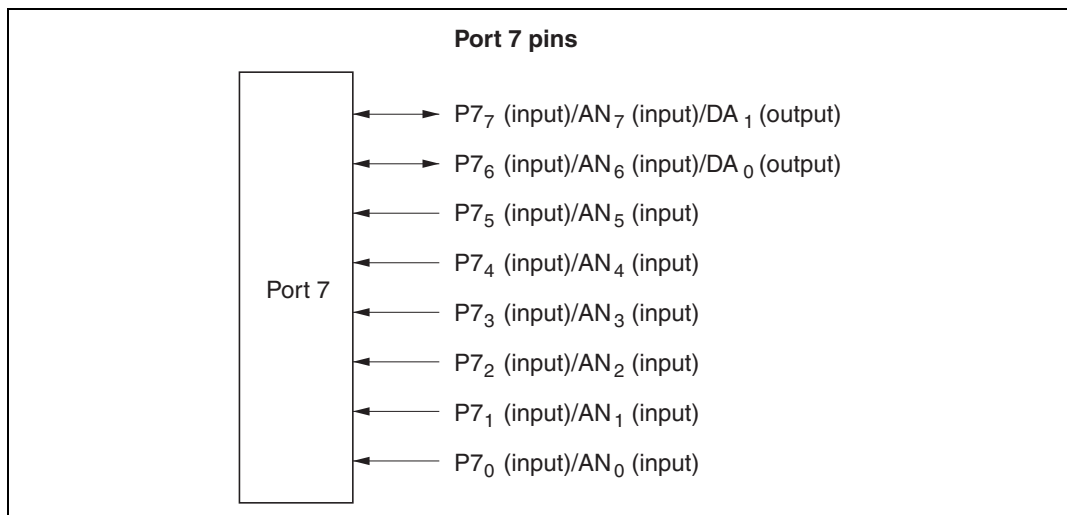 Port 7 pins
P7₇ (input)/AN₇ (input)/DA₁ (output)
P7₆ (input)/AN₆ (input)/DA₀ (output)
P7₅ (input)/AN₅ (input)
P7₄ (input)/AN₄ (input)
Port 7
P7₃ (input)/AN₃ (input)
P7₂ (input)/AN₂ (input)
P7₁ (input)/AN₁ (input)
P7₀ (input)/AN₀ (input)